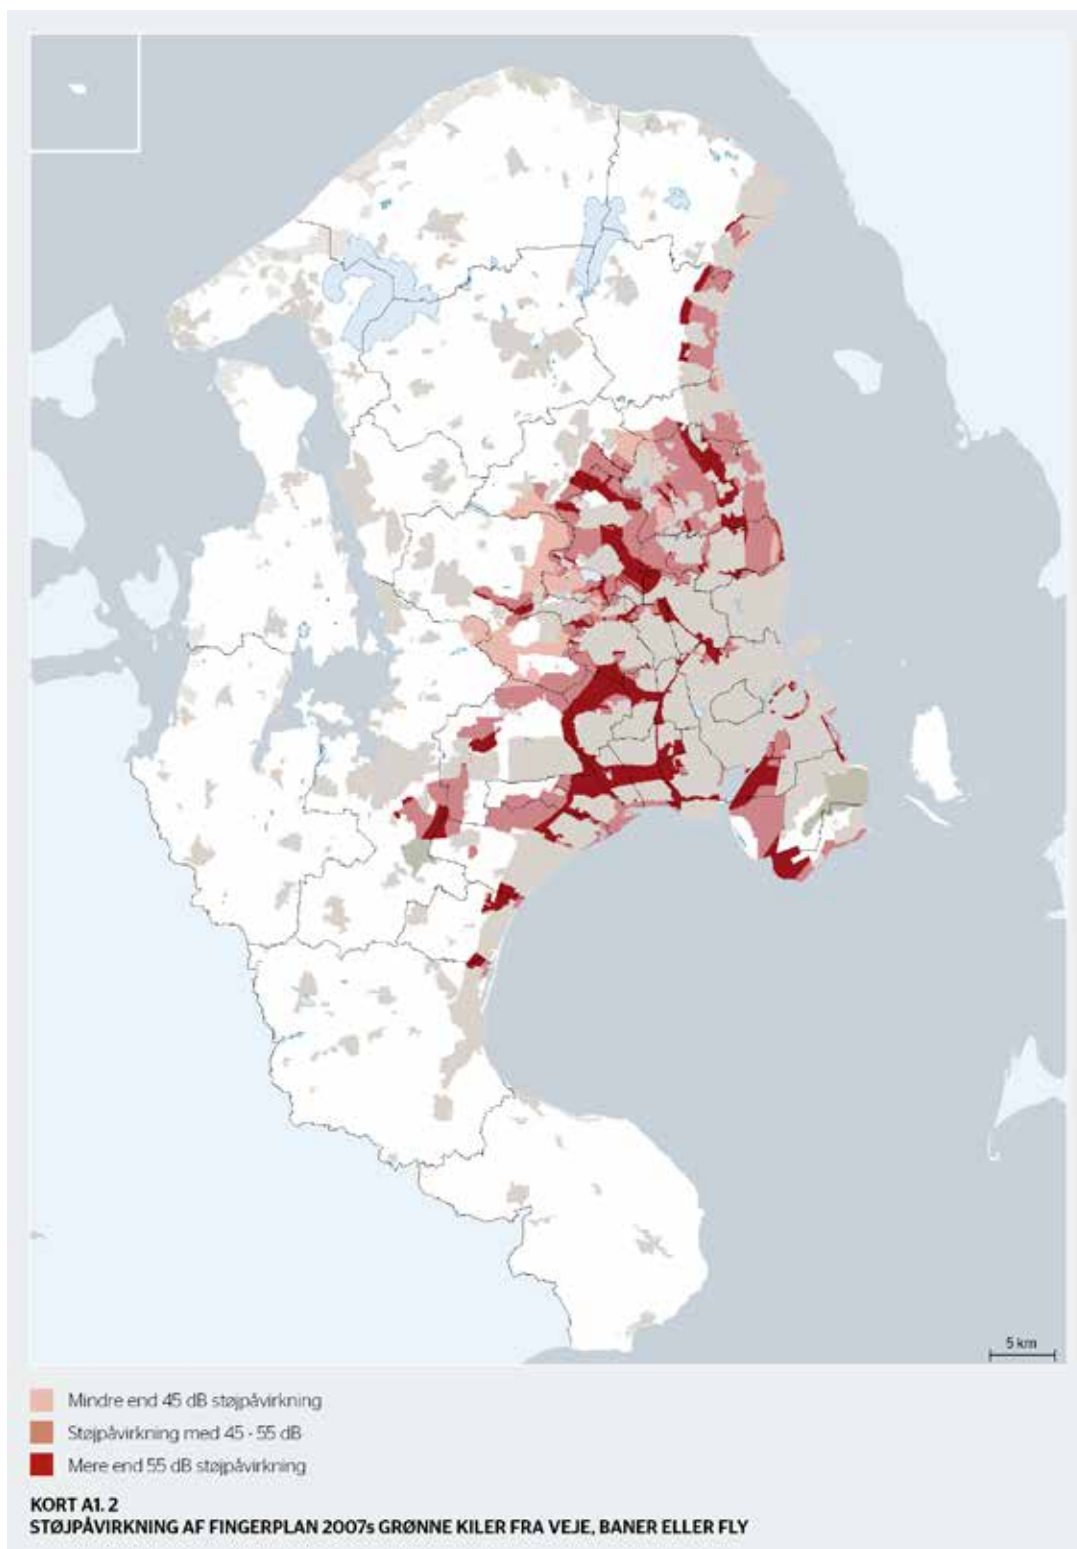 5 km
Mindre end 45 dB støjpåvirkning
Støjpåvirkning med 45 - 55 dB
Mere end 55 dB støjpåvirkning
KORT A1. 2
STØJPÅVIRKNING AF FINGERPLAN 2007s GRØNNE KILER FRA VEJE, BANER ELLER FLY